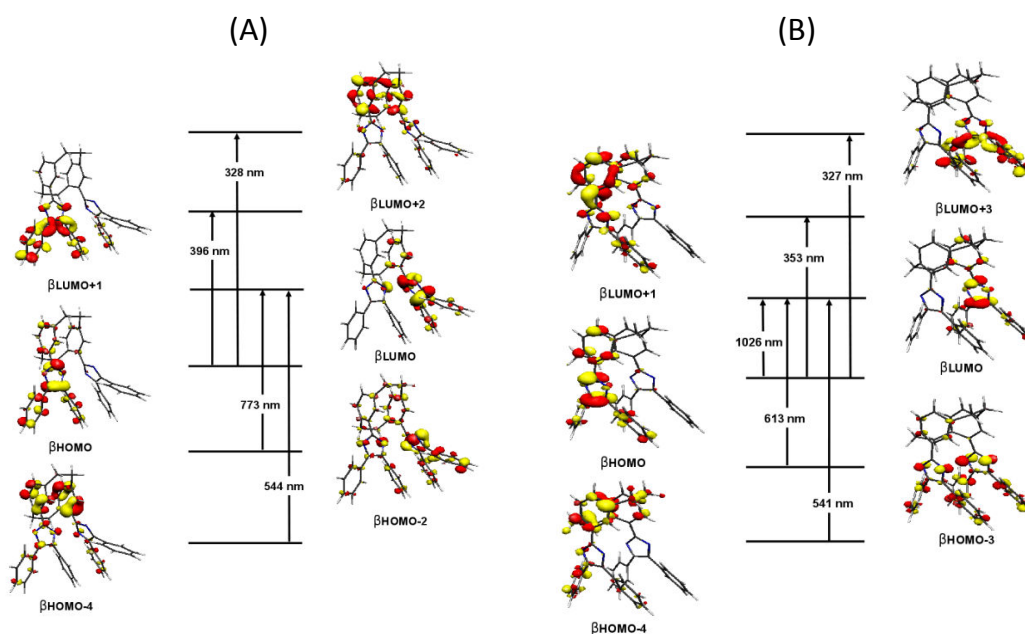 (A)
(B)
βLUMO+2
328 nm
βLUMO+1
396 nm
βLUMO
βHOMO
773 nm
544 nm
βHOMO-2
βHOMO-4
327 nm
βLUMO+3
βLUMO+1
353 nm
1026 nm
βLUMO
βHOMO
613 nm
541 nm
βHOMO-3
βHOMO-4